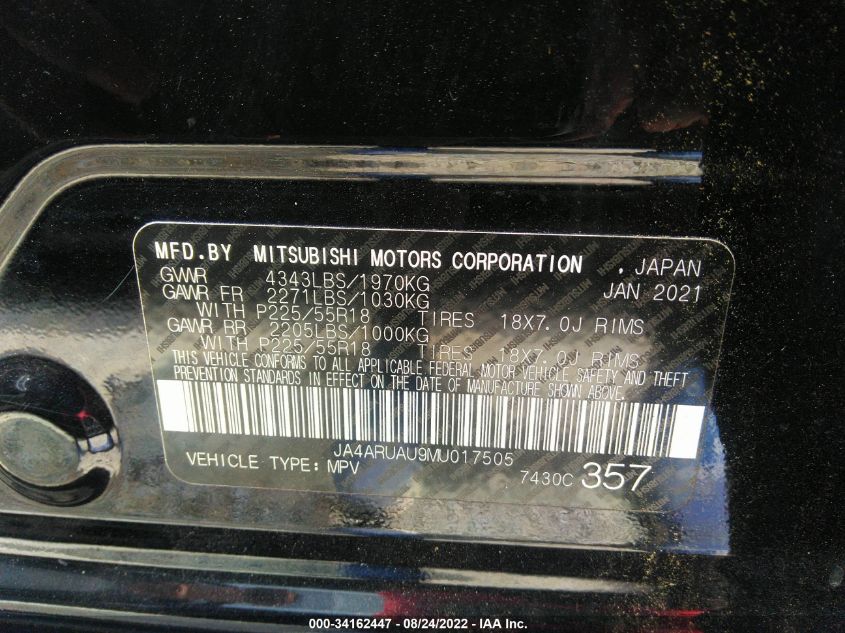 MFD.BY MITSUBISHI MOTORS CORPORATION . JAPAN
GVWR 4343LBS/1970KG JAN 2021
GAWR FR 2271LBS/1030KG
WITH P225/55R18 TIRES 18X7.0J RIMS
GAWR RR 2205LBS/1000KG
WITH P225/55R18 TIRES 18X7.0J RIMS
THIS VEHICLE CONFORMS TO ALL APPLICABLE FEDERAL MOTOR VEHICLE SAFETY AND THEFT
PREVENTION STANDARDS IN EFFECT ON THE DATE OF MANUFACTURE SHOWN ABOVE.
JA4ARUAU9MU017505
VEHICLE TYPE: MPV 7430C 357
000-34162447 - 08/24/2022 - IAA Inc.